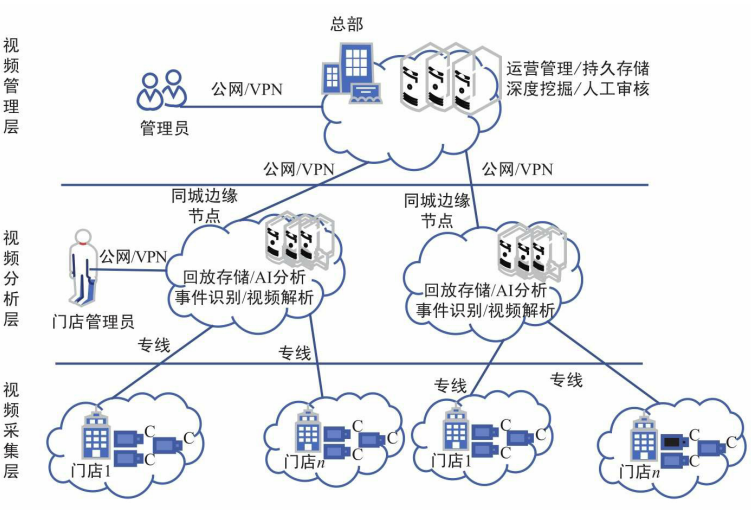 总部
视频管理层
运营管理/持久存储
深度挖掘/人工审核
公网/VPN
管理员
公网/VPN
公网/VPN
同城边缘
节点
同城边缘
节点
视频分析层
公网/VPN
门店管理员
回放存储/AI分析
事件识别/视频解析
回放存储/AI分析
事件识别/视频解析
专线
专线
专线
专线
视频采集层
C
C
C
门店1
C
C
C
门店n
C
C
C
门店1
C
C
C
门店n